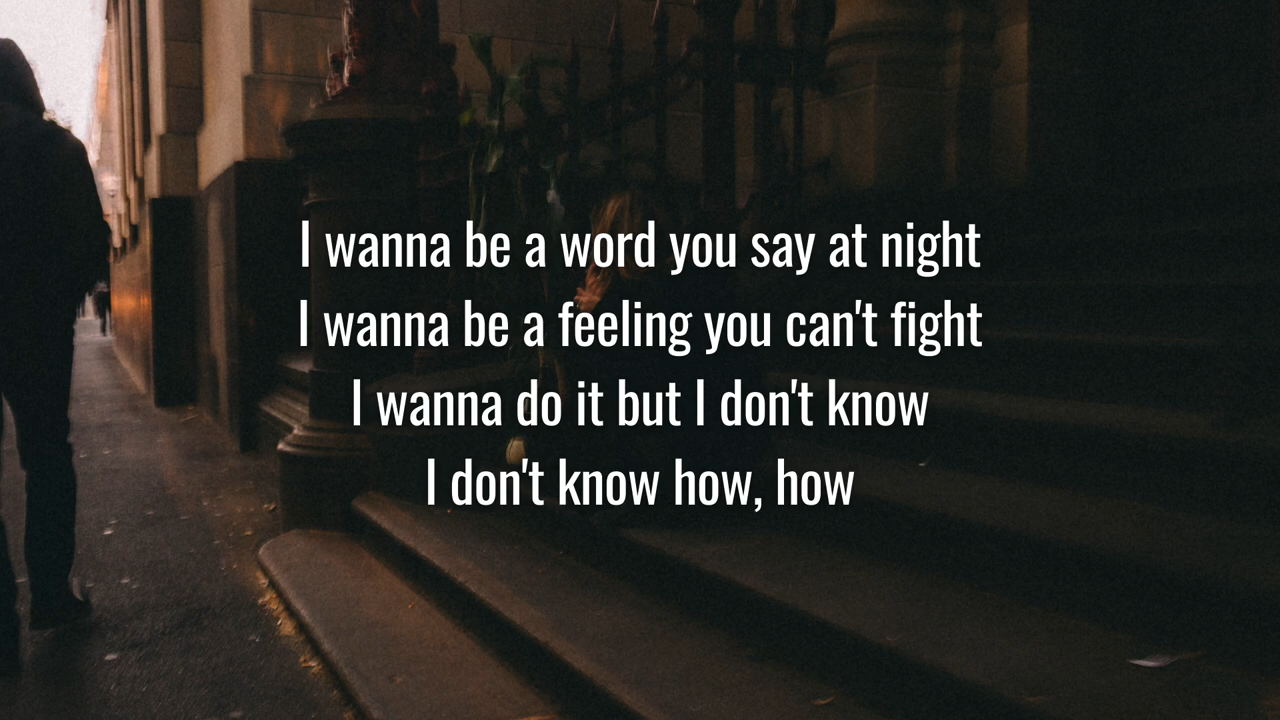 I wanna be a word you say at night
I wanna be a feeling you can't fight
I wanna do it but I don't know
I don't know how, how